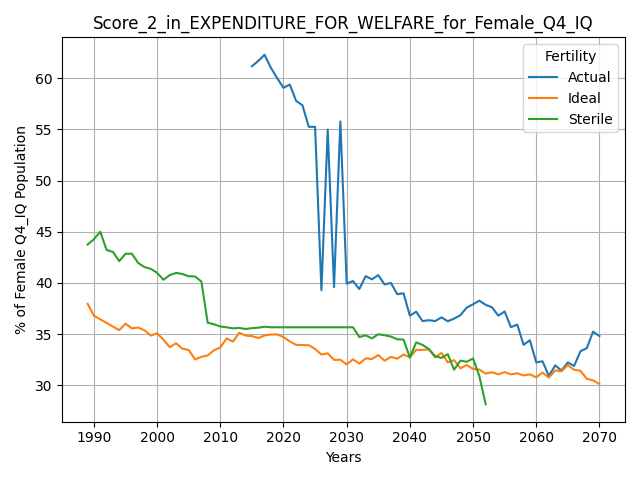 Score_2_in_EXPENDITURE_FOR_WELFARE_for_Female_Q4_IQ
Fertility
Actual
Ideal
Sterile
% of Female Q4_IQ Population
60
55
50
45
40
35
30
1990 2000 2010 2020 2030 2040 2050 2060 2070
Years